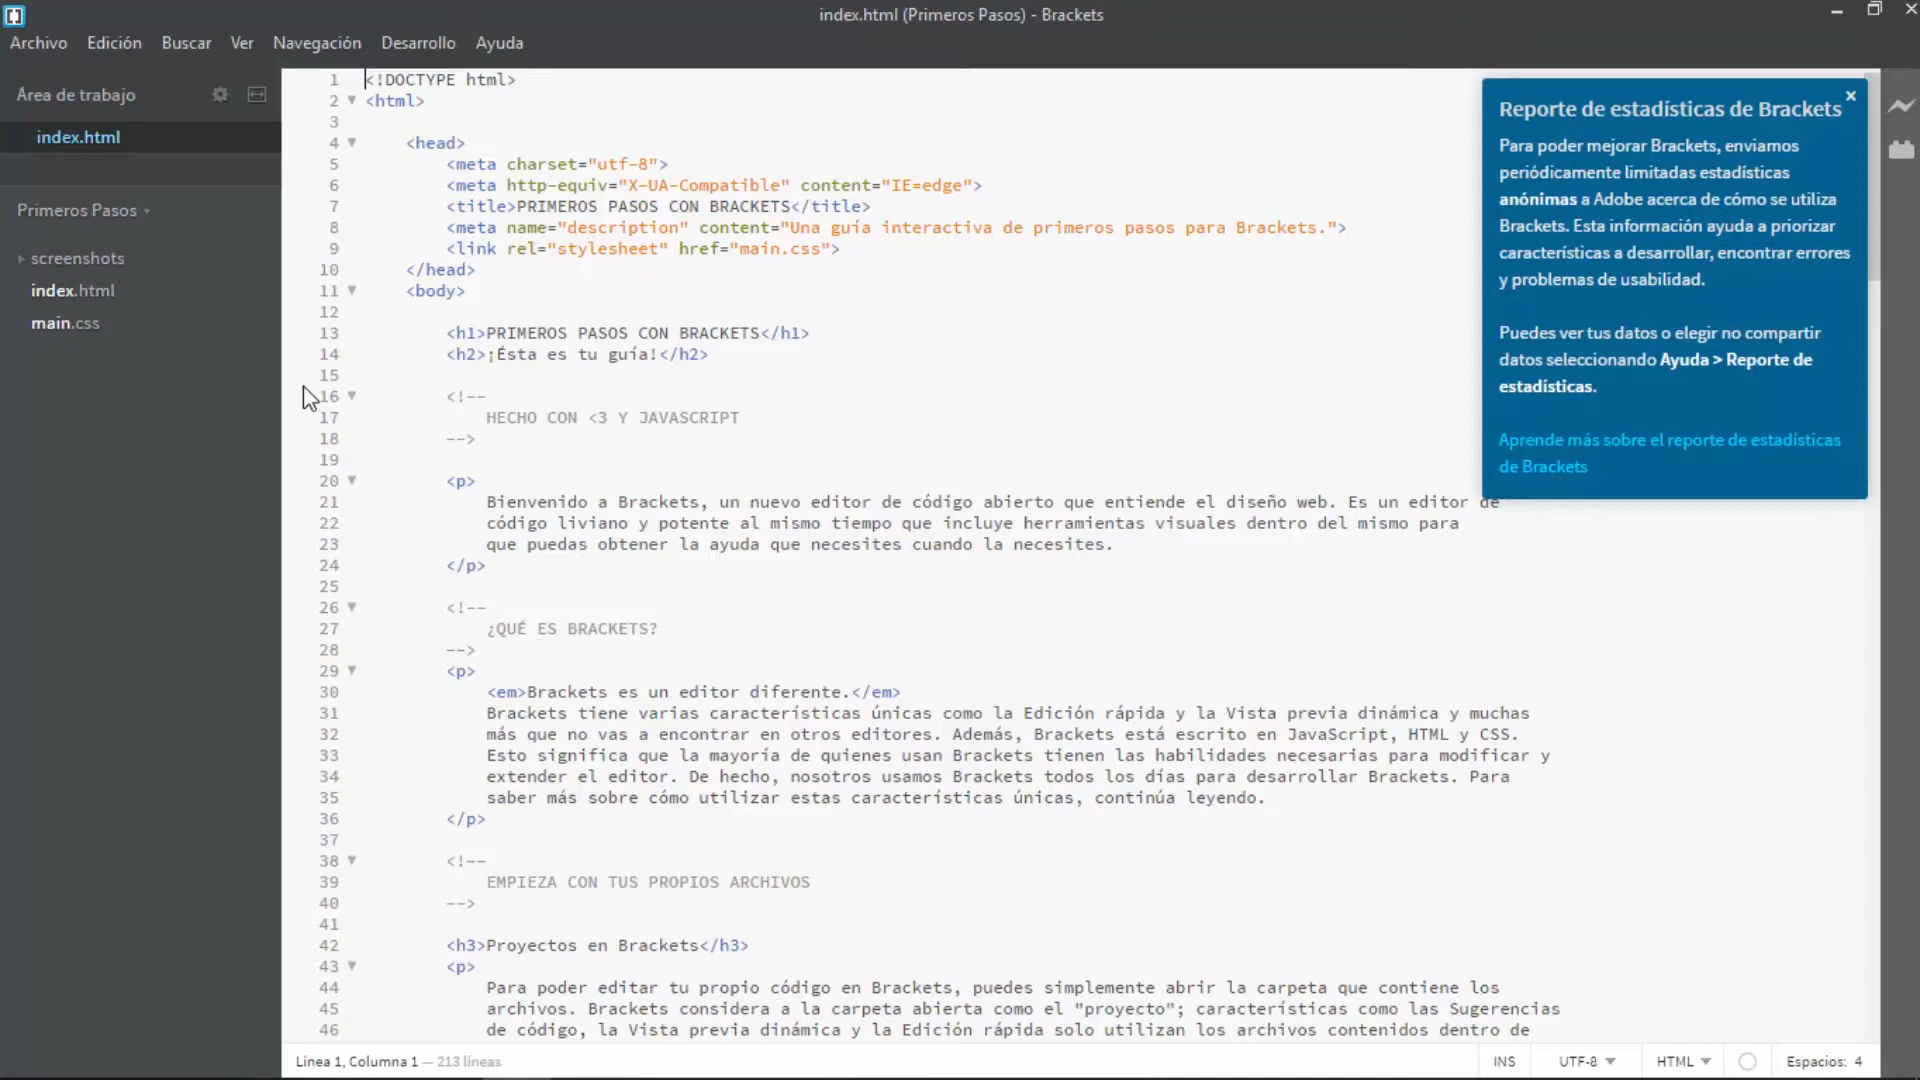 index.html (Primeros Pasos) - Brackets
Archivo Edición Buscar Ver Navegación Desarrollo Ayuda
Área de trabajo
index.html
Primeros Pasos
screenshots
index.html
main.css
1 <!DOCTYPE html>
2 <html>
3
4 <head>
5 <meta charset="utf-8">
6 <meta http-equiv="X-UA-Compatible" content="IE=edge">
7 <title>PRIMEROS PASOS CON BRACKETS</title>
8 <meta name="description" content="Una guía interactiva de primeros pasos para Brackets.">
9 <link rel="stylesheet" href="main.css">
10 </head>
11 <body>
12
13 <h1>PRIMEROS PASOS CON BRACKETS</h1>
14 <h2>¡Ésta es tu guía!</h2>
15
16 <!--
17 HECHO CON <3 Y JAVASCRIPT
18 -->
19
20 <p>
21 Bienvenido a Brackets, un nuevo editor de código abierto que entiende el diseño web. Es un editor de
22 código liviano y potente al mismo tiempo que incluye herramientas visuales dentro del mismo para
23 que puedas obtener la ayuda que necesites cuando la necesites.
24 </p>
25
26 <!--
27 ¿QUÉ ES BRACKETS?
28 -->
29 <p>
30 <em>Brackets es un editor diferente.</em>
31 Brackets tiene varias características únicas como la Edición rápida y la Vista previa dinámica y muchas
32 más que no vas a encontrar en otros editores. Además, Brackets está escrito en JavaScript, HTML y CSS.
33 Esto significa que la mayoría de quienes usan Brackets tienen las habilidades necesarias para modificar y
34 extender el editor. De hecho, nosotros usamos Brackets todos los días para desarrollar Brackets. Para
35 saber más sobre cómo utilizar estas características únicas, continúa leyendo.
36 </p>
37
38 <!--
39 EMPIEZA CON TUS PROPIOS ARCHIVOS
40 -->
41
42 <h3>Proyectos en Brackets</h3>
43 <p>
44 Para poder editar tu propio código en Brackets, puedes simplemente abrir la carpeta que contiene los
45 archivos. Brackets considera a la carpeta abierta como el "proyecto"; características como las Sugerencias
46 de código, la Vista previa dinámica y la Edición rápida solo utilizan los archivos contenidos dentro de
Reporte de estadísticas de Brackets
Para poder mejorar Brackets, enviamos
periódicamente limitadas estadísticas
anónimas a Adobe acerca de cómo se utiliza
Brackets. Esta información ayuda a priorizar
características a desarrollar, encontrar errores
y problemas de usabilidad.
Puedes ver tus datos o elegir no compartir
datos seleccionando Ayuda > Reporte de
estadísticas.
Aprende más sobre el reporte de estadísticas
de Brackets
Línea 1, Columna 1 — 213 líneas
INS UTF-8 HTML Espacios: 4